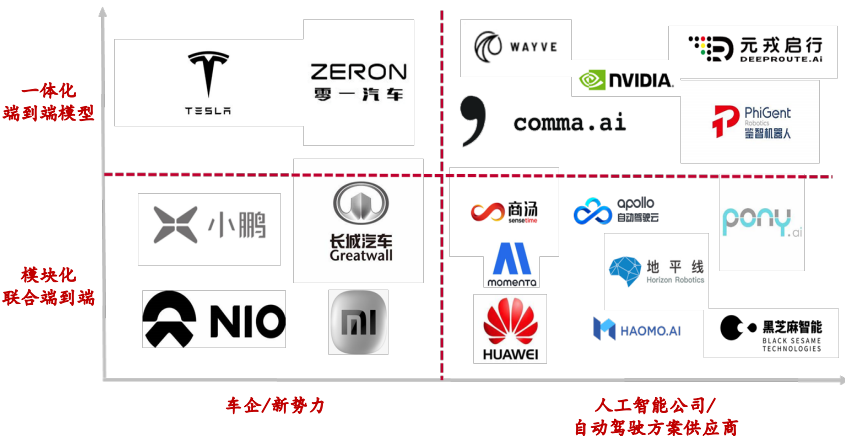 一体化
端到端模型
TESLA
ZERON
零一汽车
WAYVE
元戎启行
DEEPROUTE.Ai
NVIDIA.
comma.ai
PhiGent
Robotics
鉴智机器人
模块化
联合端到端
小鹏
长城汽车
Greatwall
NIO
mi
商汤
sensetime
apollo
自动驾驶云
pony.ai
momenta
地平线
Horizon Robotics
HUAWEI
HAOMO.AI
黑芝麻智能
BLACK SESAME
TECHNOLOGIES
车企/新势力
人工智能公司/
自动驾驶方案供应商